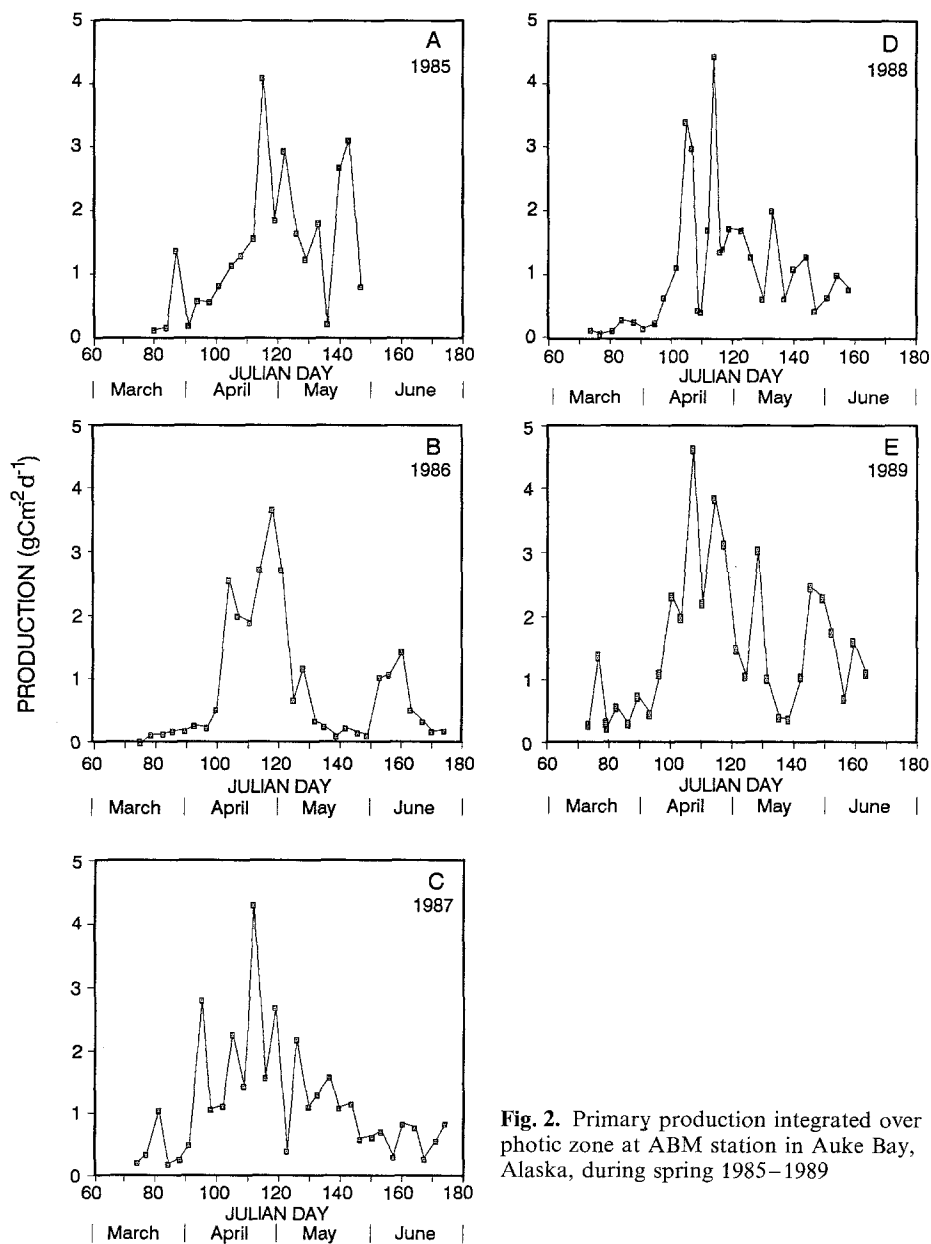 A
1985
5
4
3
2
1
0
60 80 100 120 140 160 180
JULIAN DAY
| March | April | May | June |
B
1986
5
4
3
2
1
0
60 80 100 120 140 160 180
JULIAN DAY
| March | April | May | June |
PRODUCTION (gCm⁻²d⁻¹)
C
1987
5
4
3
2
1
0
60 80 100 120 140 160 180
JULIAN DAY
| March | April | May | June |
D
1988
5
4
3
2
1
0
60 80 100 120 140 160 180
JULIAN DAY
| March | April | May | June |
E
1989
5
4
3
2
1
0
60 80 100 120 140 160 180
JULIAN DAY
| March | April | May | June |
Fig. 2. Primary production integrated over
photic zone at ABM station in Auke Bay,
Alaska, during spring 1985–1989